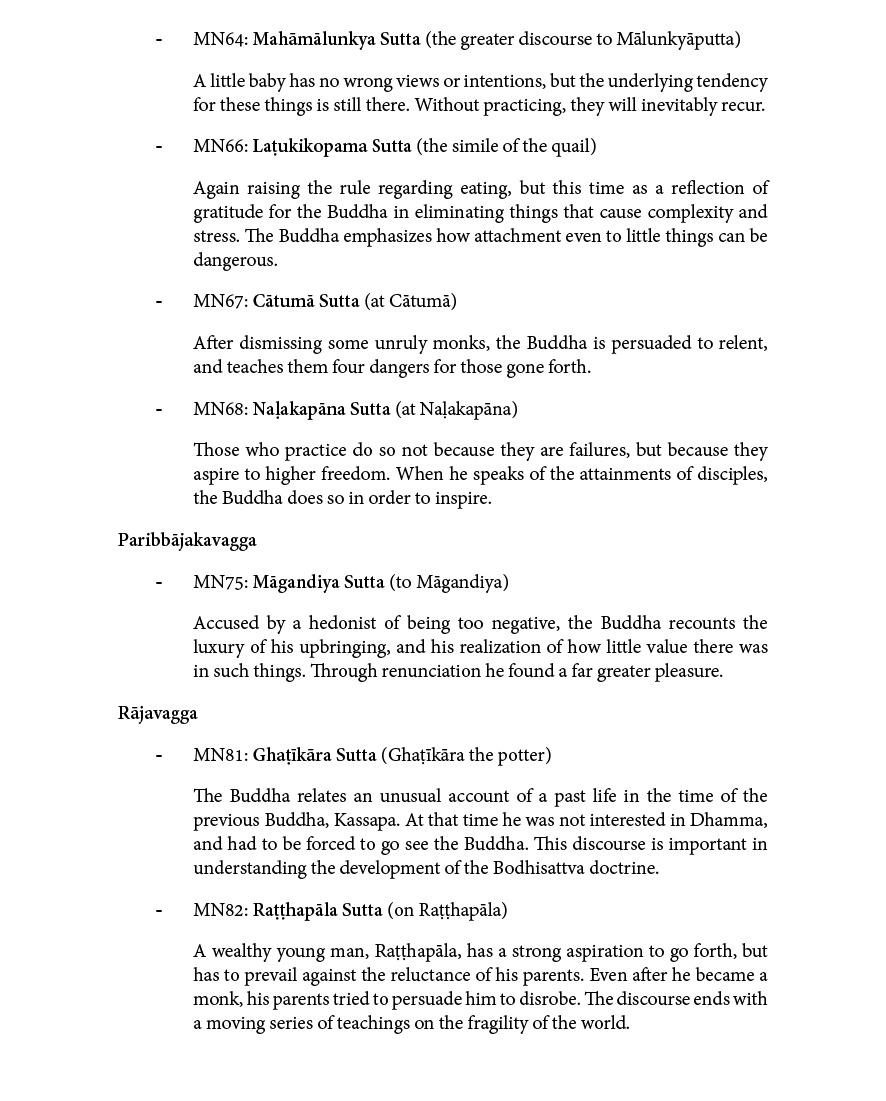 - MN64: Mahāmālunkya Sutta (the greater discourse to Mālunkyāputta)
A little baby has no wrong views or intentions, but the underlying tendency
for these things is still there. Without practicing, they will inevitably recur.
- MN66: Laṭukikopama Sutta (the simile of the quail)
Again raising the rule regarding eating, but this time as a reflection of
gratitude for the Buddha in eliminating things that cause complexity and
stress. The Buddha emphasizes how attachment even to little things can be
dangerous.
- MN67: Cātumā Sutta (at Cātumā)
After dismissing some unruly monks, the Buddha is persuaded to relent,
and teaches them four dangers for those gone forth.
- MN68: Naḷakapāna Sutta (at Naḷakapāna)
Those who practice do so not because they are failures, but because they
aspire to higher freedom. When he speaks of the attainments of disciples,
the Buddha does so in order to inspire.
Paribbājakavagga
- MN75: Māgandiya Sutta (to Māgandiya)
Accused by a hedonist of being too negative, the Buddha recounts the
luxury of his upbringing, and his realization of how little value there was
in such things. Through renunciation he found a far greater pleasure.
Rājavagga
- MN81: Ghaṭīkāra Sutta (Ghaṭīkāra the potter)
The Buddha relates an unusual account of a past life in the time of the
previous Buddha, Kassapa. At that time he was not interested in Dhamma,
and had to be forced to go see the Buddha. This discourse is important in
understanding the development of the Bodhisattva doctrine.
- MN82: Raṭṭhapāla Sutta (on Raṭṭhapāla)
A wealthy young man, Raṭṭhapāla, has a strong aspiration to go forth, but
has to prevail against the reluctance of his parents. Even after he became a
monk, his parents tried to persuade him to disrobe. The discourse ends with
a moving series of teachings on the fragility of the world.